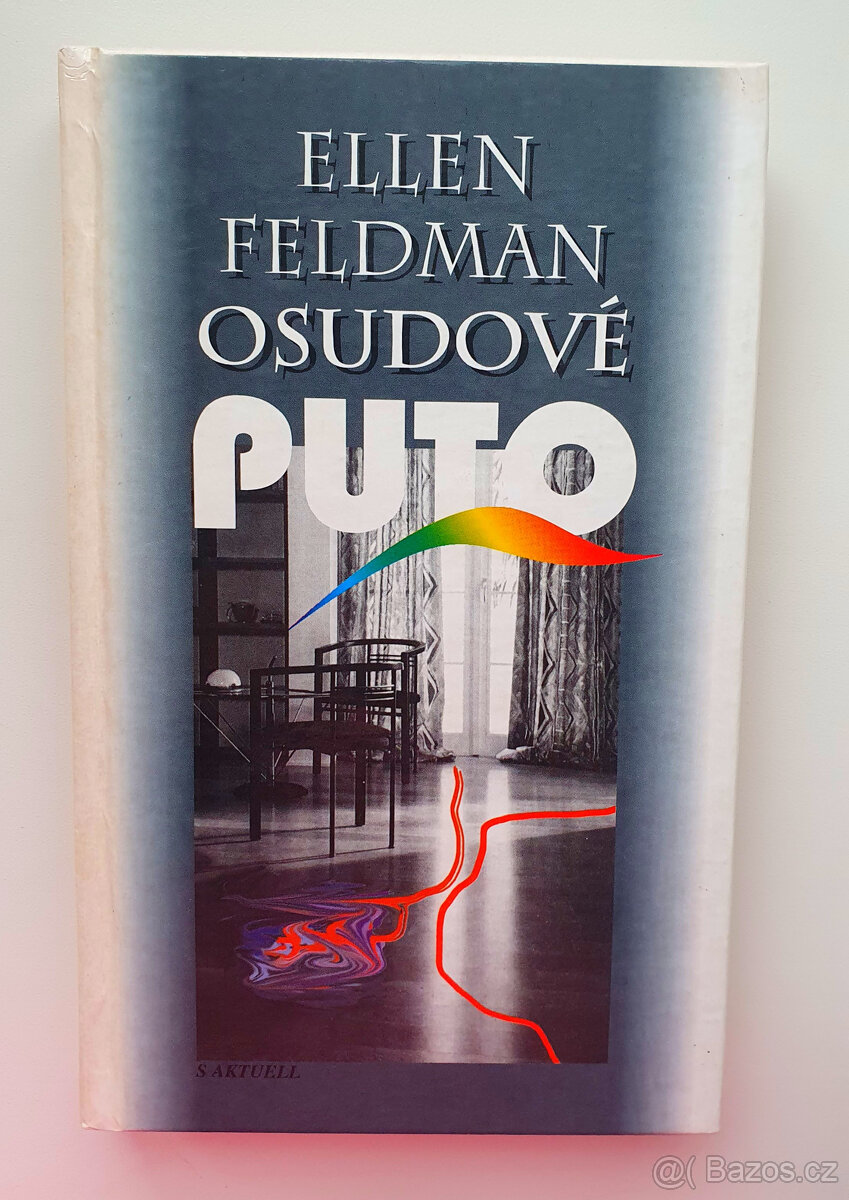 ELLEN
FELDMAN
OSUDOVÉ
PUTO
S AKTUELL
@( Bazos.cz